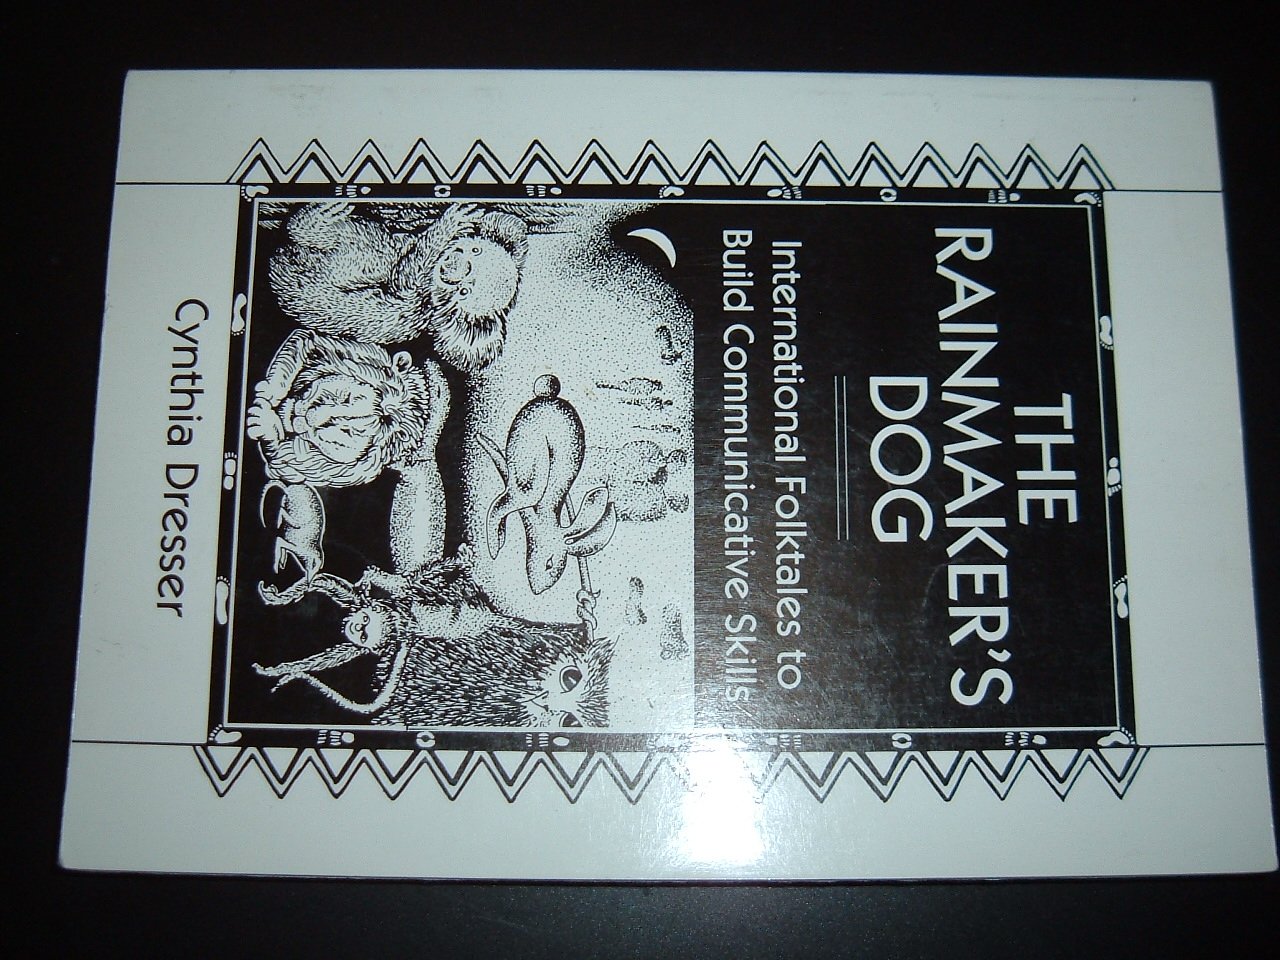 THE
RAINMAKER'S
DOG
International Folktales to
Build Communicative Skills
Cynthia Dresser